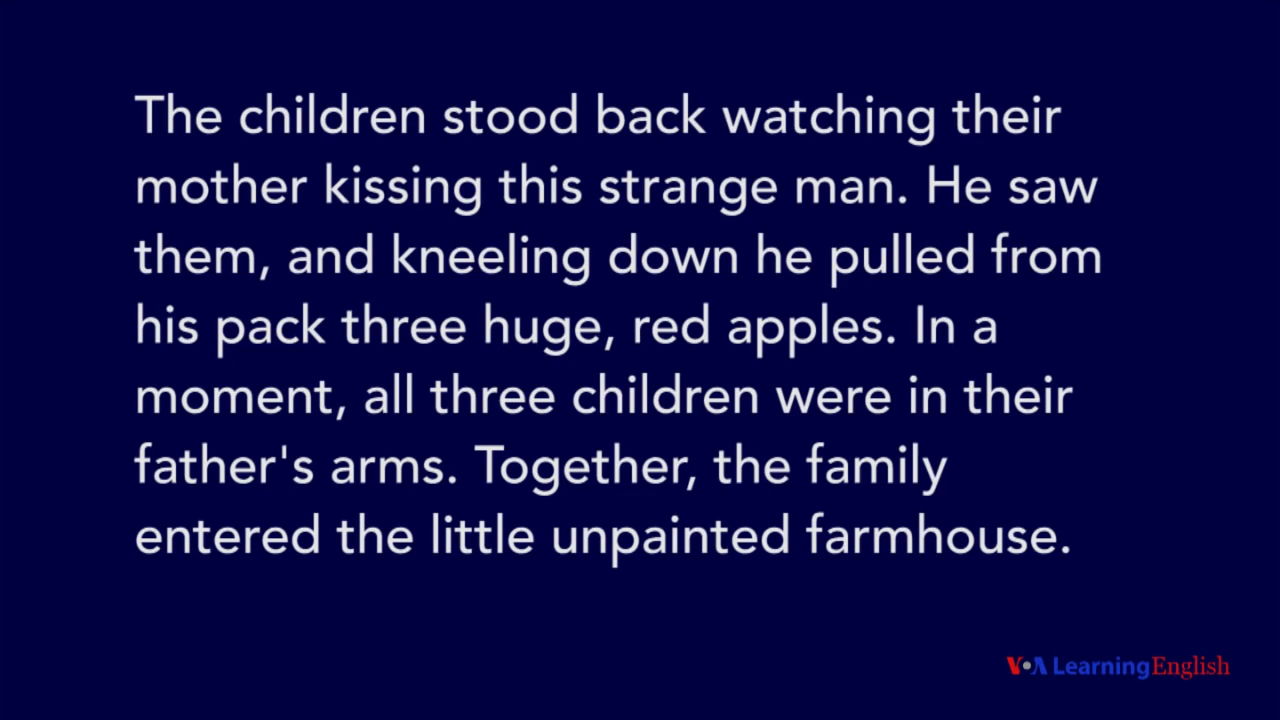 The children stood back watching their
mother kissing this strange man. He saw
them, and kneeling down he pulled from
his pack three huge, red apples. In a
moment, all three children were in their
father's arms. Together, the family
entered the little unpainted farmhouse.
VOA Learning English